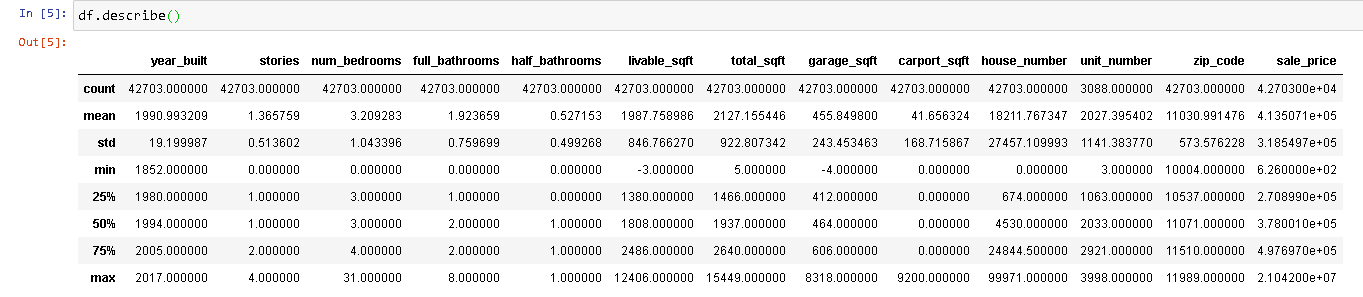 In [5]: df.describe()
Out[5]:
year_built stories num_bedrooms full_bathrooms half_bathrooms livable_sqft total_sqft garage_sqft carport_sqft house_number unit_number zip_code sale_price
count 42703.000000 42703.000000 42703.000000 42703.000000 42703.000000 42703.000000 42703.000000 42703.000000 42703.000000 42703.000000 3088.000000 42703.000000 4.270300e+04
mean 1990.993209 1.365759 3.209283 1.923659 0.527153 1987.758986 2127.155446 455.849800 41.656324 18211.767347 2027.395402 11030.991476 4.135071e+05
std 19.199987 0.513602 1.043396 0.759699 0.499268 846.766270 922.807342 243.453463 168.715867 27457.109993 1141.383770 573.576228 3.185497e+05
min 1852.000000 0.000000 0.000000 0.000000 0.000000 -3.000000 5.000000 -4.000000 0.000000 0.000000 3.000000 10004.000000 6.260000e+02
25% 1980.000000 1.000000 3.000000 1.000000 0.000000 1380.000000 1466.000000 412.000000 0.000000 674.000000 1063.000000 10537.000000 2.708990e+05
50% 1994.000000 1.000000 3.000000 2.000000 1.000000 1808.000000 1937.000000 464.000000 0.000000 4530.000000 2033.000000 11071.000000 3.780010e+05
75% 2005.000000 2.000000 4.000000 2.000000 1.000000 2486.000000 2640.000000 606.000000 0.000000 24844.500000 2921.000000 11510.000000 4.976970e+05
max 2017.000000 4.000000 31.000000 8.000000 1.000000 12406.000000 15449.000000 8318.000000 9200.000000 99971.000000 3998.000000 11989.000000 2.104200e+07